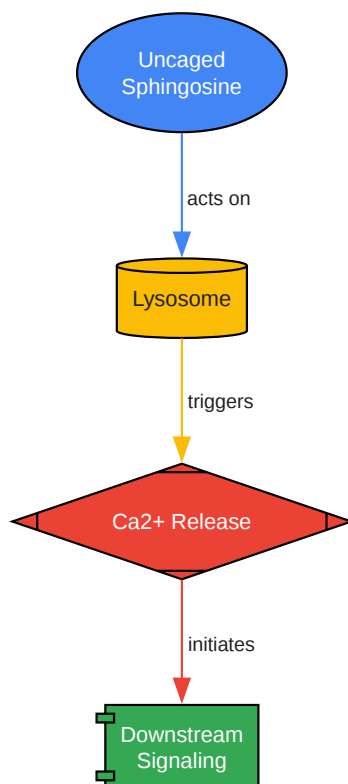 Uncaged
Sphingosine
acts on
Lysosome
triggers
Ca2+ Release
initiates
Downstream
Signaling